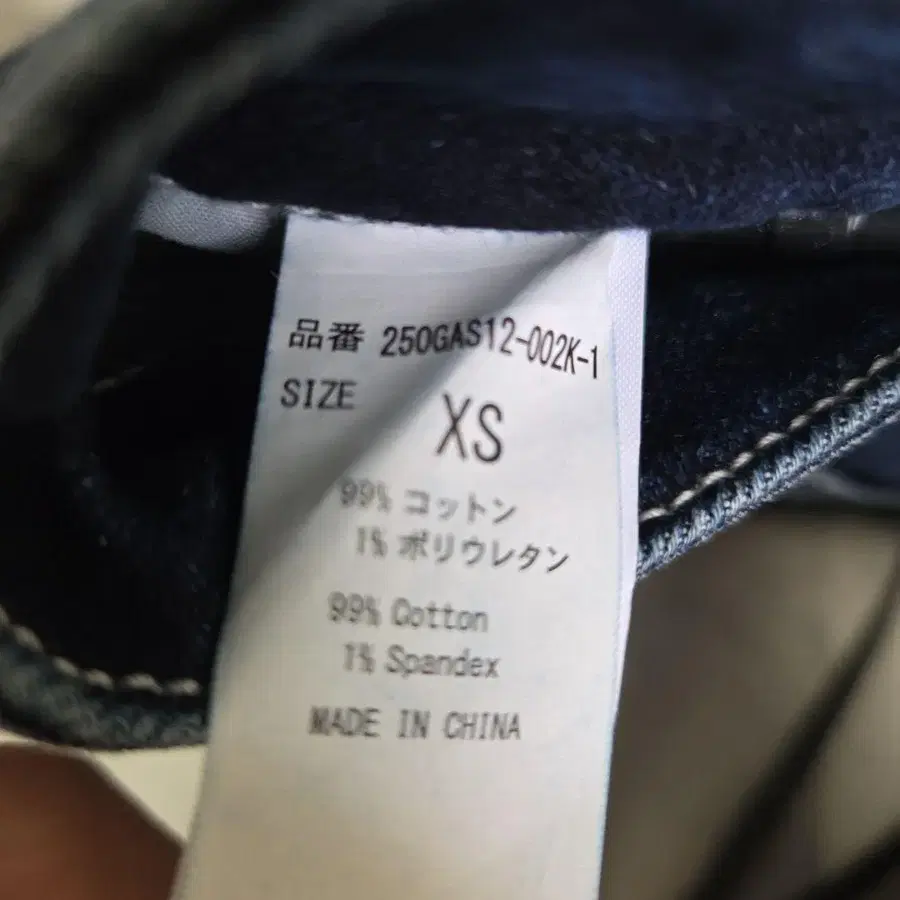 品番 250GAS12-002K-1
SIZE XS
99% コットン
1% ポリウレタン
99% Cotton
1% Spandex
MADE IN CHINA